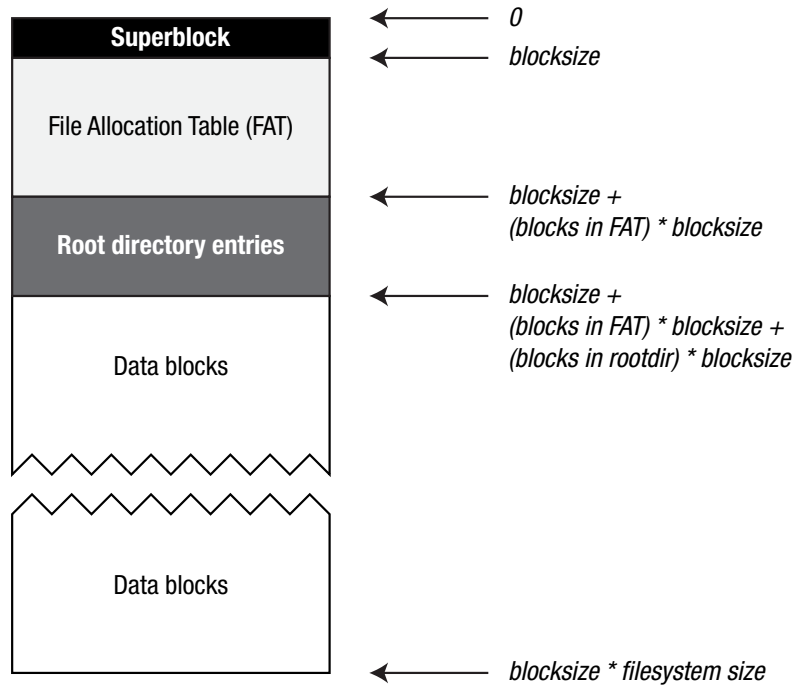 Superblock
0
blocksize
File Allocation Table (FAT)
blocksize +
(blocks in FAT) * blocksize
Root directory entries
blocksize +
(blocks in FAT) * blocksize +
(blocks in rootdir) * blocksize
Data blocks
Data blocks
blocksize * filesystem size